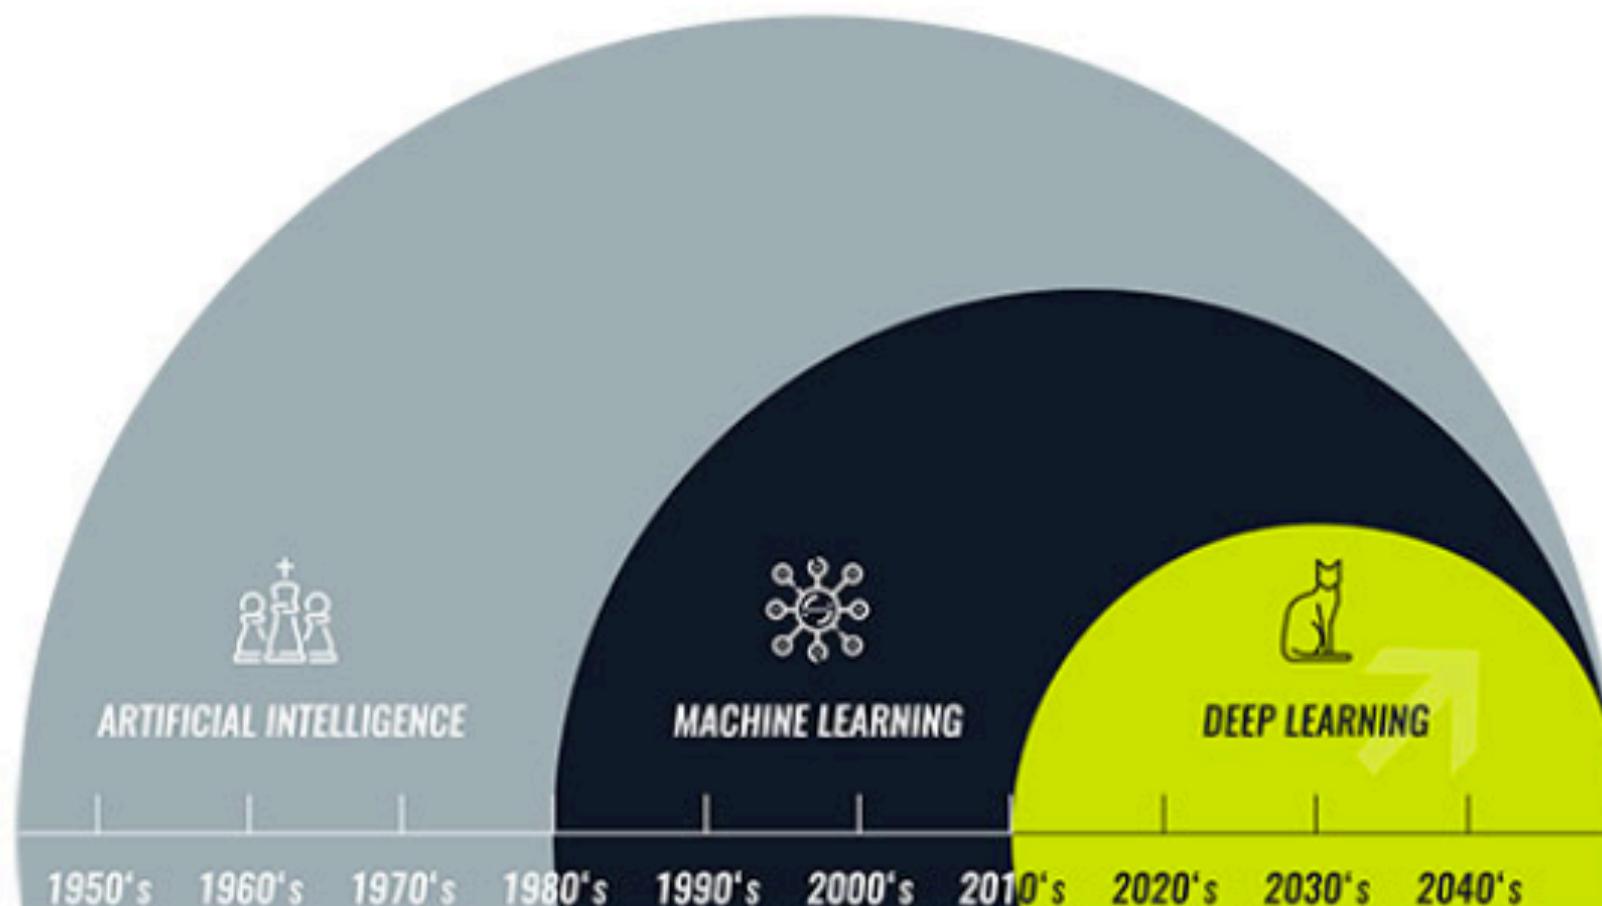 ARTIFICIAL INTELLIGENCE MACHINE LEARNING DEEP LEARNING
1950‘s 1960‘s 1970‘s 1980‘s 1990‘s 2000‘s 2010‘s 2020‘s 2030‘s 2040‘s